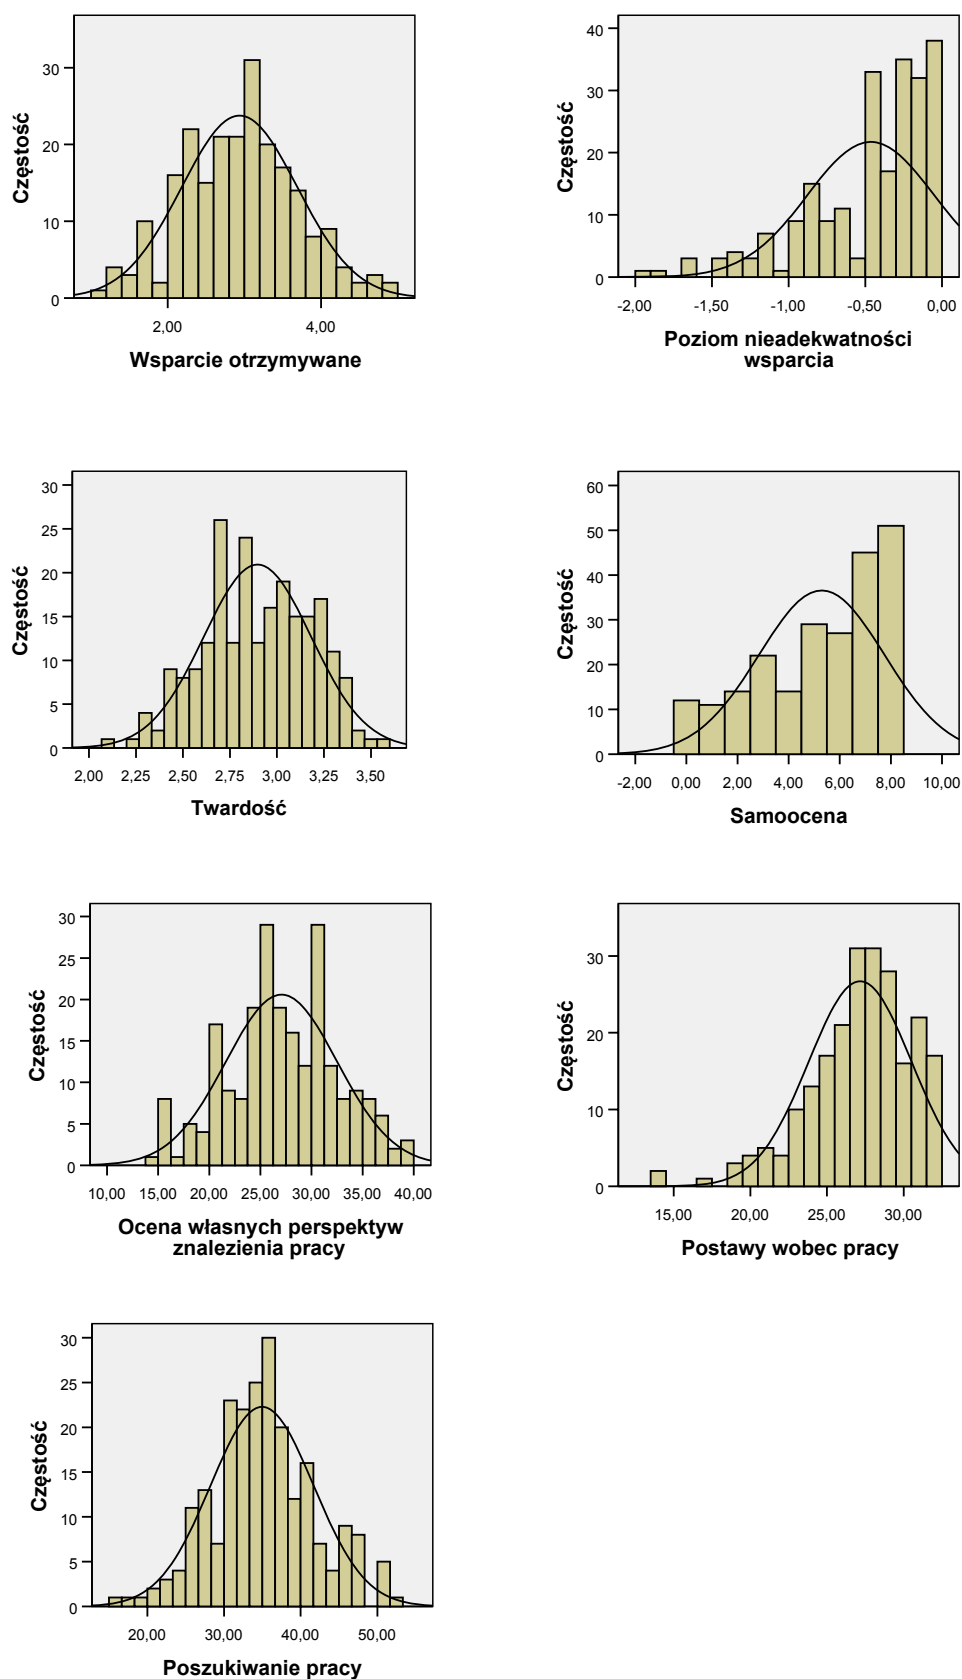 30
20
10
0
Częstość
2,00 4,00
Wsparcie otrzymywane
40
30
20
10
0
Częstość
-2,00 -1,50 -1,00 -0,50 0,00
Poziom nieadekwatności
wsparcia
30
25
20
15
10
5
0
Częstość
2,00 2,25 2,50 2,75 3,00 3,25 3,50
Twardość
60
50
40
30
20
10
0
Częstość
-2,00 0,00 2,00 4,00 6,00 8,00 10,00
Samoocena
30
25
20
15
10
5
0
Częstość
10,00 15,00 20,00 25,00 30,00 35,00 40,00
Ocena własnych perspektyw
znalezienia pracy
30
20
10
0
Częstość
15,00 20,00 25,00 30,00
Postawy wobec pracy
30
25
20
15
10
5
0
Częstość
20,00 30,00 40,00 50,00
Poszukiwanie pracy